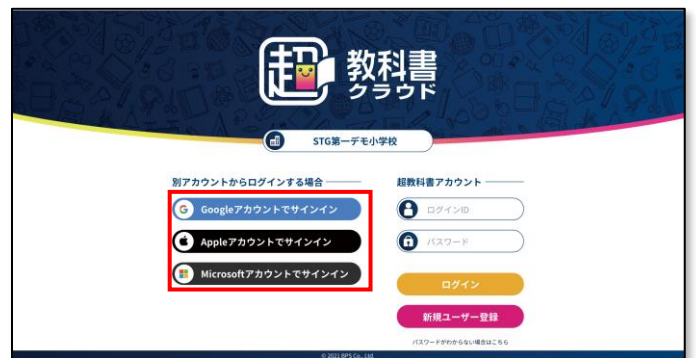 超
教科書
クラウド
STG第一デモ小学校
別アカウントからログインする場合
Googleアカウントでサインイン
Appleアカウントでサインイン
Microsoftアカウントでサインイン
超教科書アカウント
ログインID
パスワード
ログイン
新規ユーザー登録
パスワードがわからない場合はこちら
© 2021 BPS Co., Ltd.